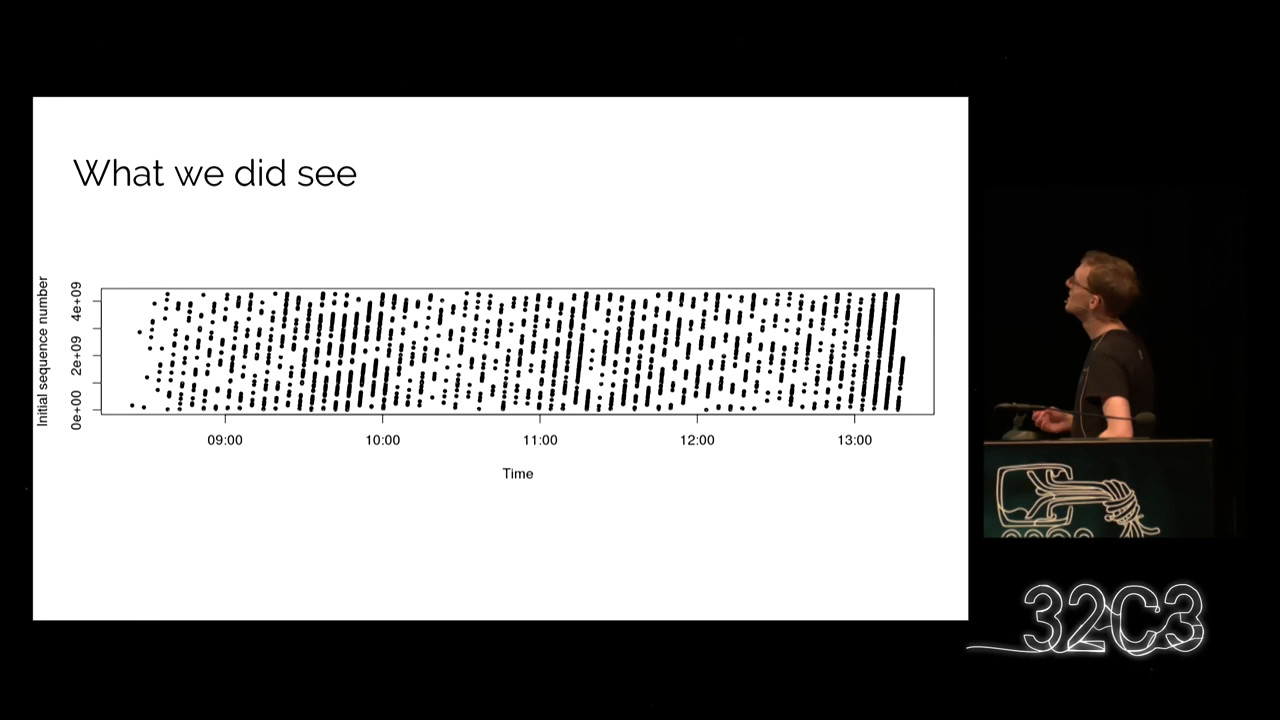 What we did see
Initial sequence number
0e+00 2e+09 4e+09
09:00 10:00 11:00 12:00 13:00
Time
32C3